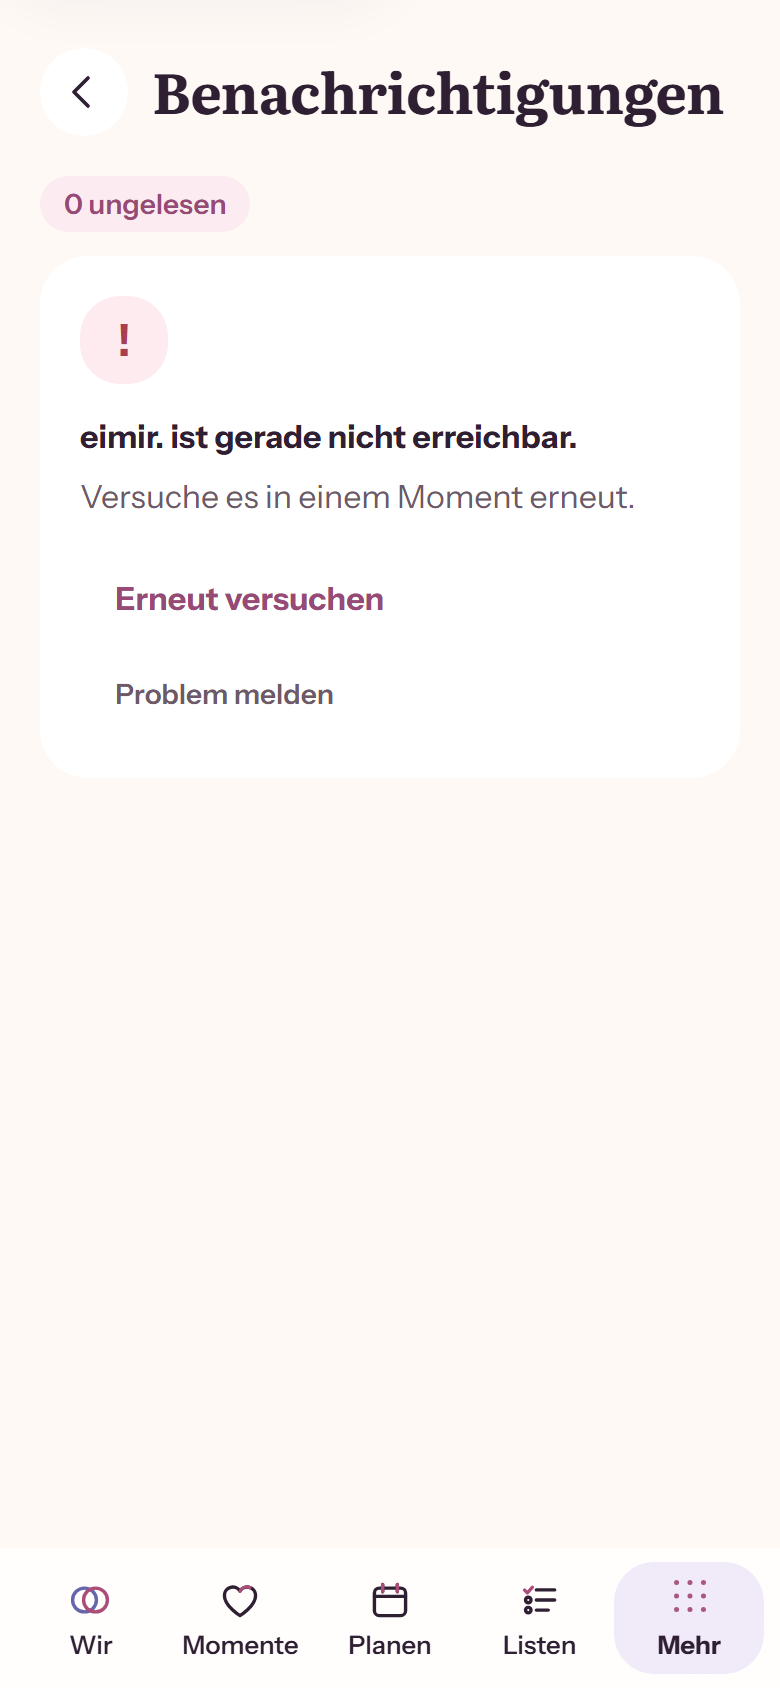 Benachrichtigungen
0 ungelesen
!
eimir. ist gerade nicht erreichbar.
Versuche es in einem Moment erneut.
Erneut versuchen
Problem melden
Wir
Momente
Planen
Listen
Mehr